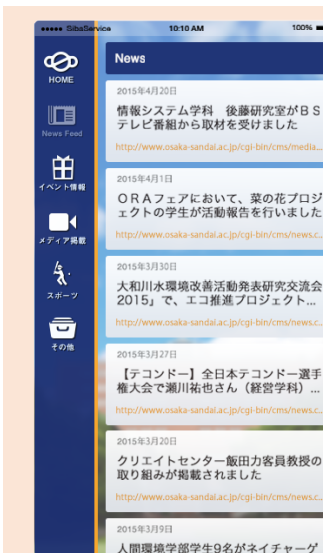 SibaService
10:10 AM
100%
HOME
News Feed
イベント情報
メディア掲載
スポーツ
その他
News
2015年4月20日
情報システム学科　後藤研究室がＢＳ
テレビ番組から取材を受けました
http://www.osaka-sandai.ac.jp/cgi-bin/cms/media...
2015年4月1日
ＯＲＡフェアにおいて、菜の花プロジ
ェクトの学生が活動報告を行いました
http://www.osaka-sandai.ac.jp/cgi-bin/cms/news.c...
2015年3月30日
大和川水環境改善活動発表研究交流会
2015」で、エコ推進プロジェクト...
http://www.osaka-sandai.ac.jp/cgi-bin/cms/news.c...
2015年3月27日
【テコンドー】全日本テコンドー選手
権大会で瀬川祐也さん（経営学科）...
http://www.osaka-sandai.ac.jp/cgi-bin/cms/news.c...
2015年3月20日
クリエイトセンター飯田力客員教授の
取り組みが掲載されました
http://www.osaka-sandai.ac.jp/cgi-bin/cms/news.c...
2015年3月9日
人間環境学部学生9名がネイチャーゲ